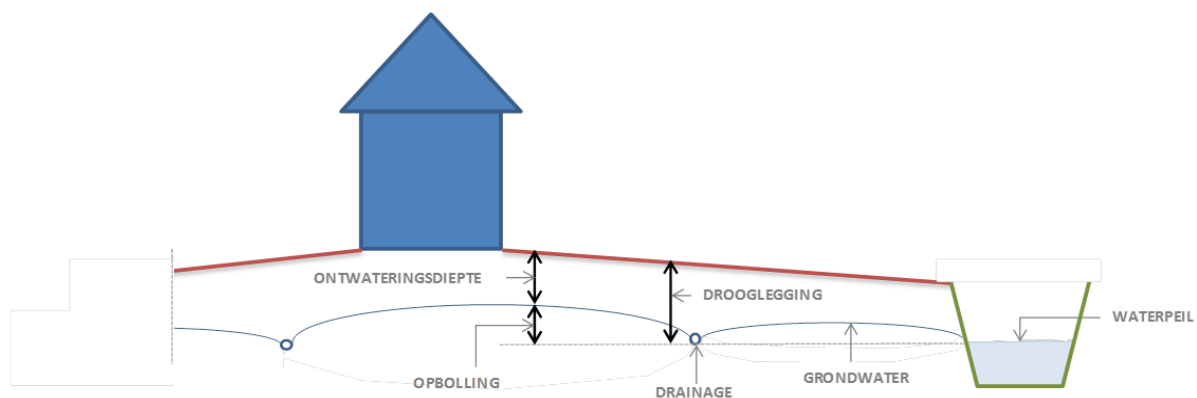 ONTWATERINGSDIEPTE
DROOGLEGGING
WATERPEIL
OPBOLLING
DRAINAGE
GRONDWATER